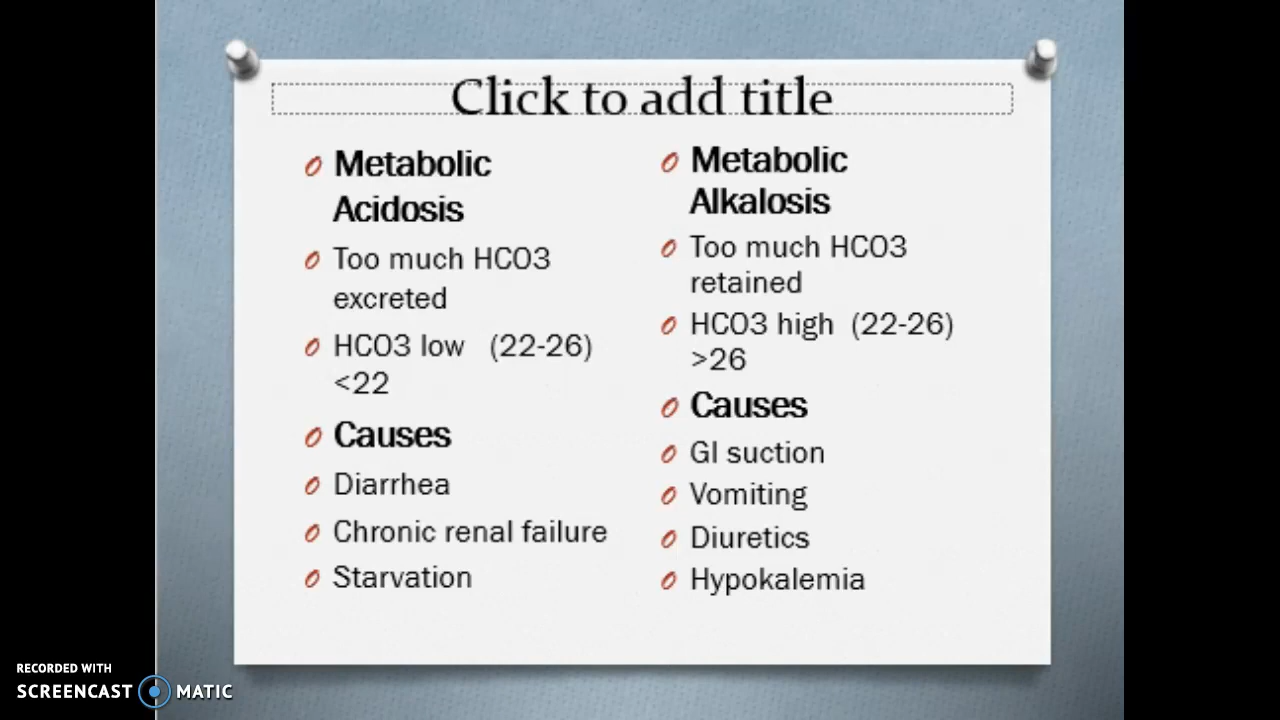 Click to add title
Metabolic
Acidosis
Too much HCO3
excreted
HCO3 low (22-26)
<22
Causes
Diarrhea
Chronic renal failure
Starvation
Metabolic
Alkalosis
Too much HCO3
retained
HCO3 high (22-26)
>26
Causes
GI suction
Vomiting
Diuretics
Hypokalemia
RECORDED WITH
SCREENCAST MATIC